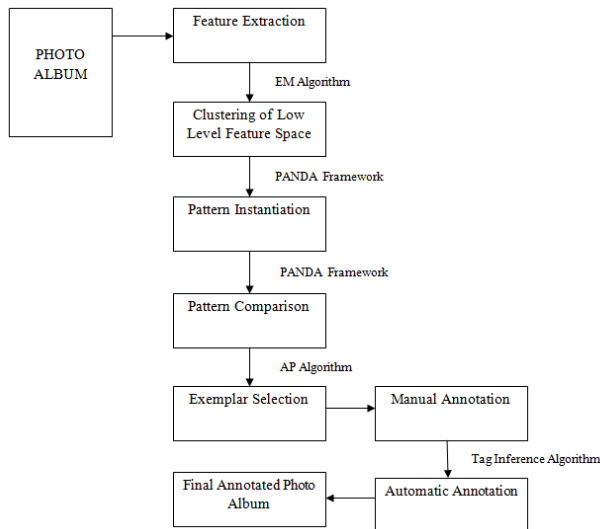 PHOTO
ALBUM
Feature Extraction
EM Algorithm
Clustering of Low
Level Feature Space
PANDA Framework
Pattern Instantiation
PANDA Framework
Pattern Comparison
AP Algorithm
Exemplar Selection
Manual Annotation
Tag Inference Algorithm
Automatic Annotation
Final Annotated Photo
Album